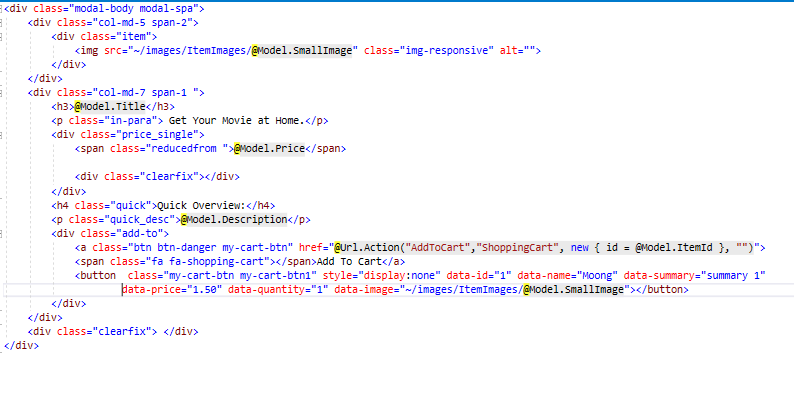 <div class="modal-body modal-spa">
<div class="col-md-5 span-2">
<div class="item">
<img src="~/images/ItemImages/@Model.SmallImage" class="img-responsive" alt="">
</div>
</div>
<div class="col-md-7 span-1 ">
<h3>@Model.Title</h3>
<p class="in-para"> Get Your Movie at Home.</p>
<div class="price_single">
<span class="reducedfrom ">@Model.Price</span>
<div class="clearfix"></div>
</div>
<h4 class="quick">Quick Overview:</h4>
<p class="quick_desc">@Model.Description</p>
<div class="add-to">
<a class="btn btn-danger my-cart-btn" href="@Url.Action("AddToCart","ShoppingCart", new { id = @Model.ItemId }, "")">
<span class="fa fa-shopping-cart"></span>Add To Cart</a>
<button  class="my-cart-btn my-cart-btn1" style="display:none" data-id="1" data-name="Moong" data-summary="summary 1"
data-price="1.50" data-quantity="1" data-image="~/images/ItemImages/@Model.SmallImage"></button>
</div>
</div>
<div class="clearfix"> </div>
</div>